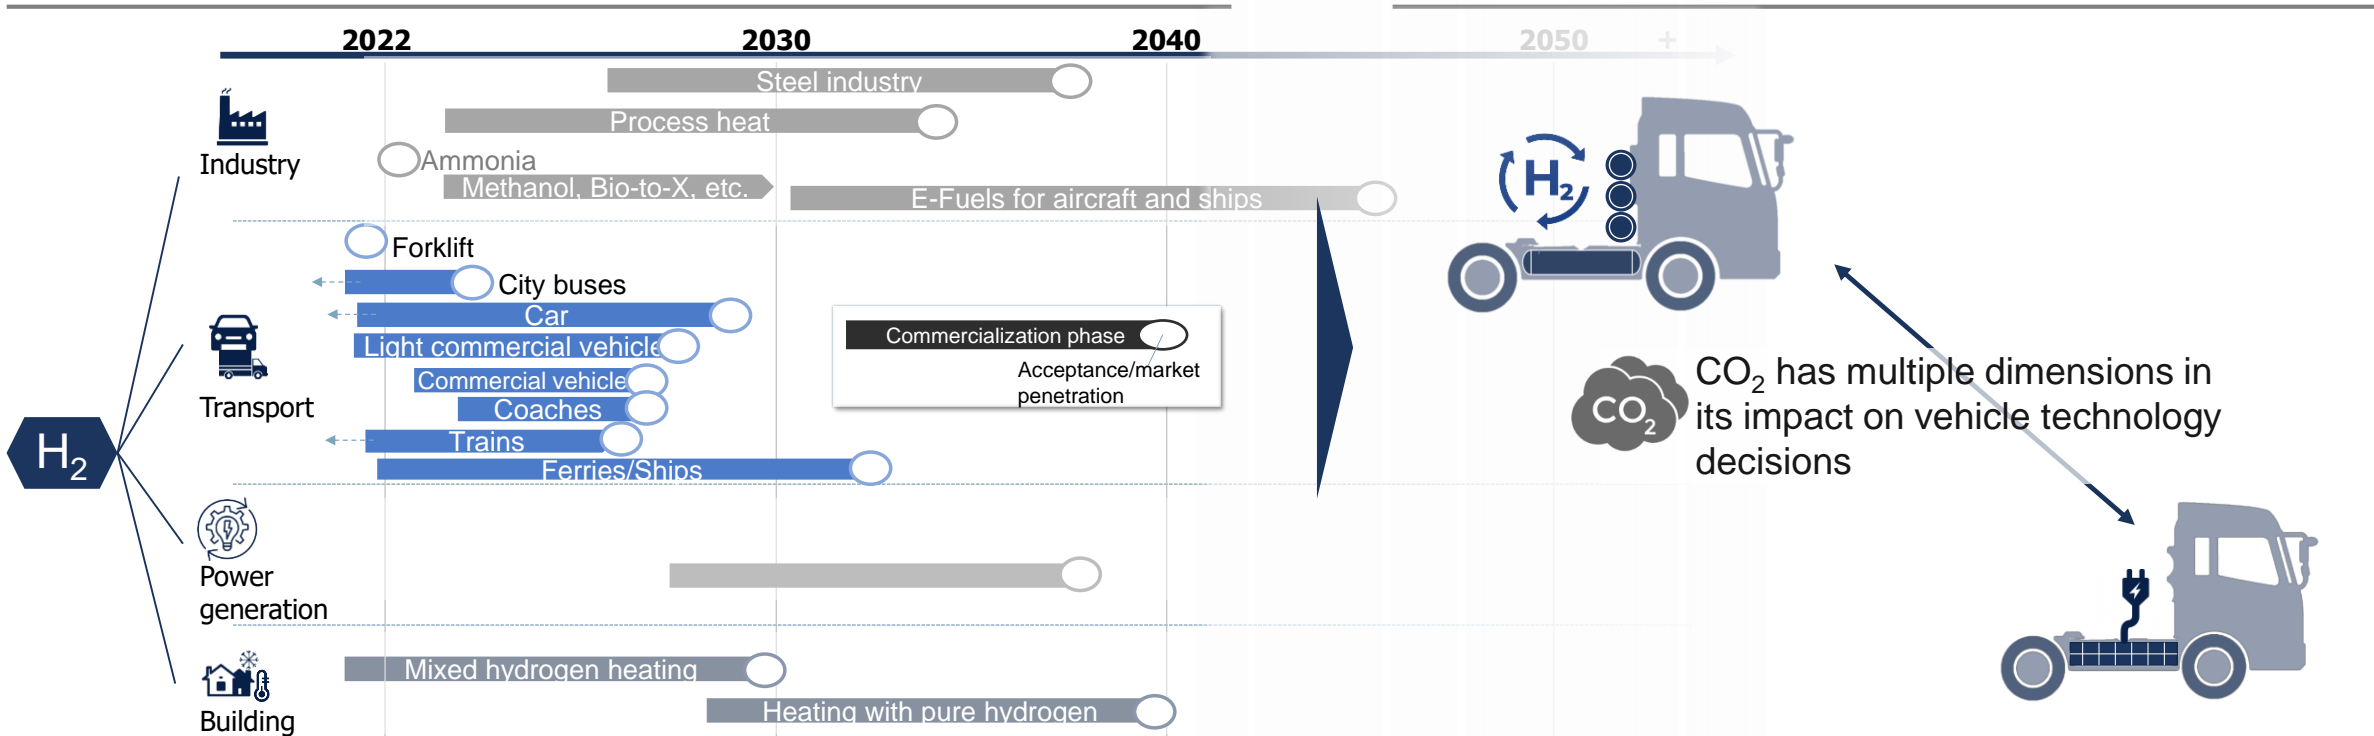 2022 2030 2040 2050 +
Steel industry
Process heat
Industry
Ammonia
Methanol, Bio-to-X, etc.
E-Fuels for aircraft and ships
H2
Forklift
City buses
Car
Light commercial vehicle
Commercial vehicle
Coaches
Trains
Ferries/Ships
Transport
Commercialization phase
Acceptance/market
penetration
H2
CO2
CO2 has multiple dimensions in
its impact on vehicle technology
decisions
Power
generation
Mixed hydrogen heating
Heating with pure hydrogen
Building